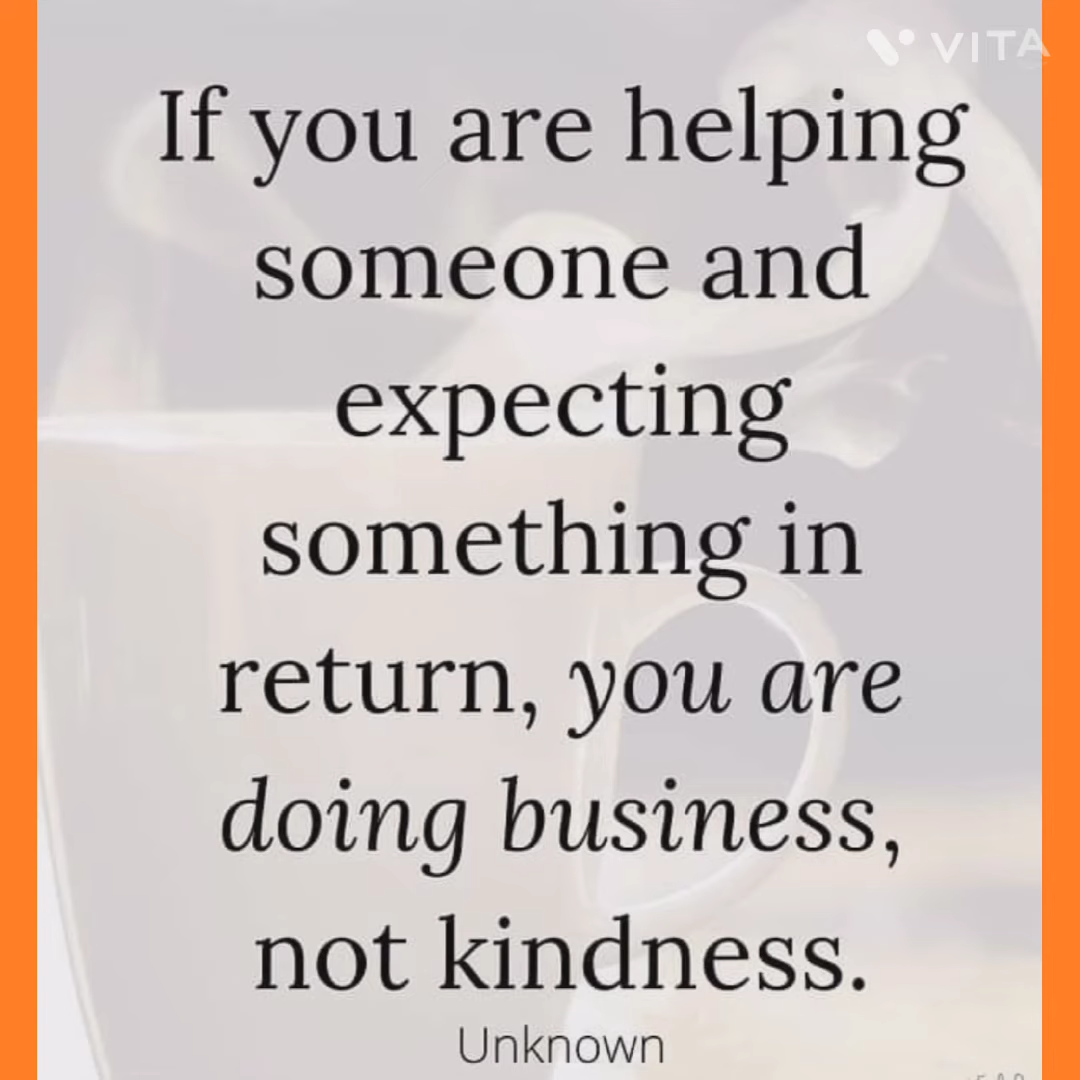 VITA
If you are helping
someone and
expecting
something in
return, you are
doing business,
not kindness.
Unknown